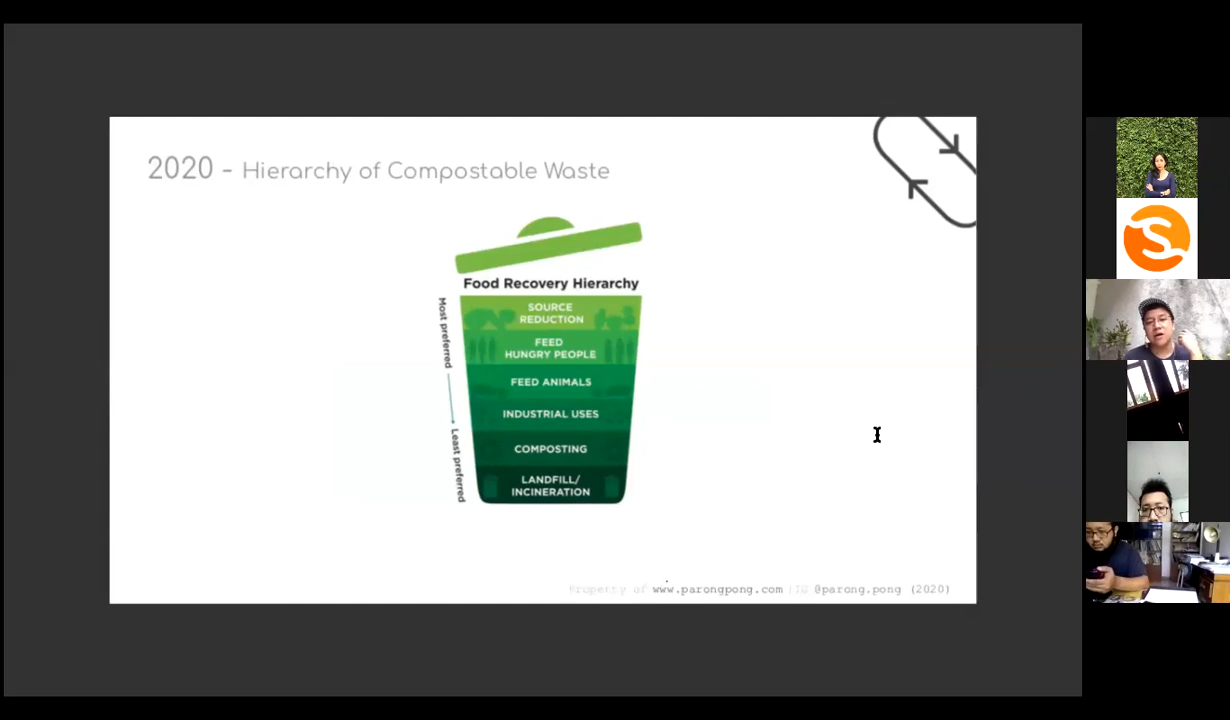 2020 - Hierarchy of Compostable Waste
Food Recovery Hierarchy
Most preferred
Least preferred
SOURCE
REDUCTION
FEED
HUNGRY PEOPLE
FEED ANIMALS
INDUSTRIAL USES
COMPOSTING
LANDFILL/
INCINERATION
Property of www.parongpong.com |IG @parong.pong (2020)
S